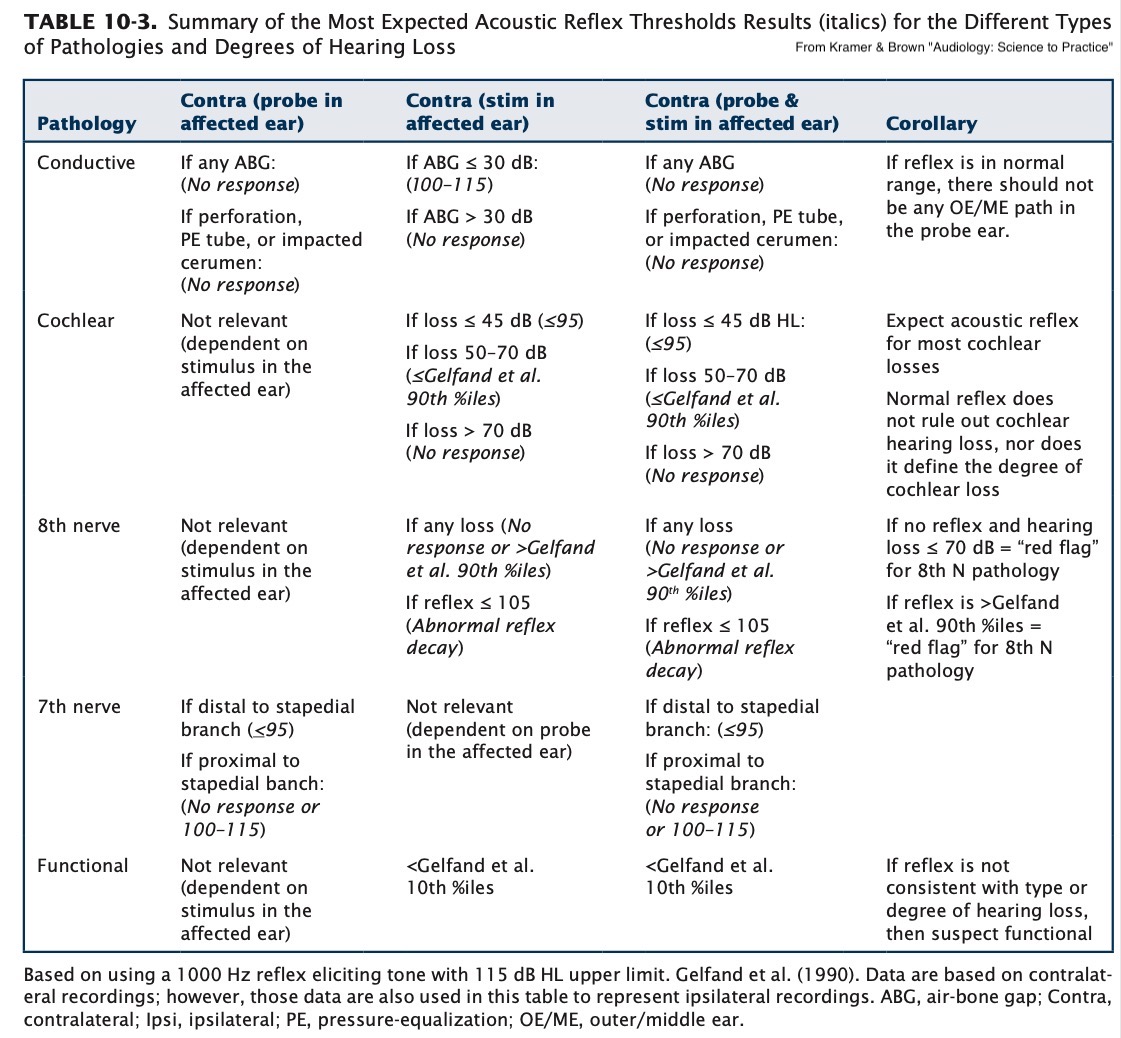 TABLE 10-3. Summary of the Most Expected Acoustic Reflex Thresholds Results (italics) for the Different Types
of Pathologies and Degrees of Hearing Loss
From Kramer & Brown "Audiology: Science to Practice"
Pathology
Contra (probe in
affected ear)
Contra (stim in
affected ear)
Contra (probe &
stim in affected ear)
Corollary
Conductive
If any ABG:
(No response)
If perforation,
PE tube, or impacted
cerumen:
(No response)
If ABG ≤ 30 dB:
(100–115)
If ABG > 30 dB
(No response)
If any ABG
(No response)
If perforation, PE tube,
or impacted cerumen:
(No response)
If reflex is in normal
range, there should not
be any OE/ME path in
the probe ear.
Cochlear
Not relevant
(dependent on
stimulus in the
affected ear)
If loss ≤ 45 dB (≤95)
If loss 50–70 dB
(≤Gelfand et al.
90th %iles)
If loss > 70 dB
(No response)
If loss ≤ 45 dB HL:
(≤95)
If loss 50–70 dB
(≤Gelfand et al.
90th %iles)
If loss > 70 dB
(No response)
Expect acoustic reflex
for most cochlear
losses
Normal reflex does
not rule out cochlear
hearing loss, nor does
it define the degree of
cochlear loss
8th nerve
Not relevant
(dependent on
stimulus in the
affected ear)
If any loss (No
response or >Gelfand
et al. 90th %iles)
If reflex ≤ 105
(Abnormal reflex
decay)
If any loss
(No response or
>Gelfand et al.
90th %iles)
If reflex ≤ 105
(Abnormal reflex
decay)
If no reflex and hearing
loss ≤ 70 dB = “red flag”
for 8th N pathology
If reflex is >Gelfand
et al. 90th %iles =
“red flag” for 8th N
pathology
7th nerve
If distal to stapedial
branch (≤95)
If proximal to
stapedial banch:
(No response or
100–115)
Not relevant
(dependent on probe
in the affected ear)
If distal to stapedial
branch: (≤95)
If proximal to
stapedial branch:
(No response
or 100–115)
Functional
Not relevant
(dependent on
stimulus in the
affected ear)
<Gelfand et al.
10th %iles
<Gelfand et al.
10th %iles
If reflex is not
consistent with type or
degree of hearing loss,
then suspect functional
Based on using a 1000 Hz reflex eliciting tone with 115 dB HL upper limit. Gelfand et al. (1990). Data are based on contralat-
eral recordings; however, those data are also used in this table to represent ipsilateral recordings. ABG, air-bone gap; Contra,
contralateral; Ipsi, ipsilateral; PE, pressure-equalization; OE/ME, outer/middle ear.